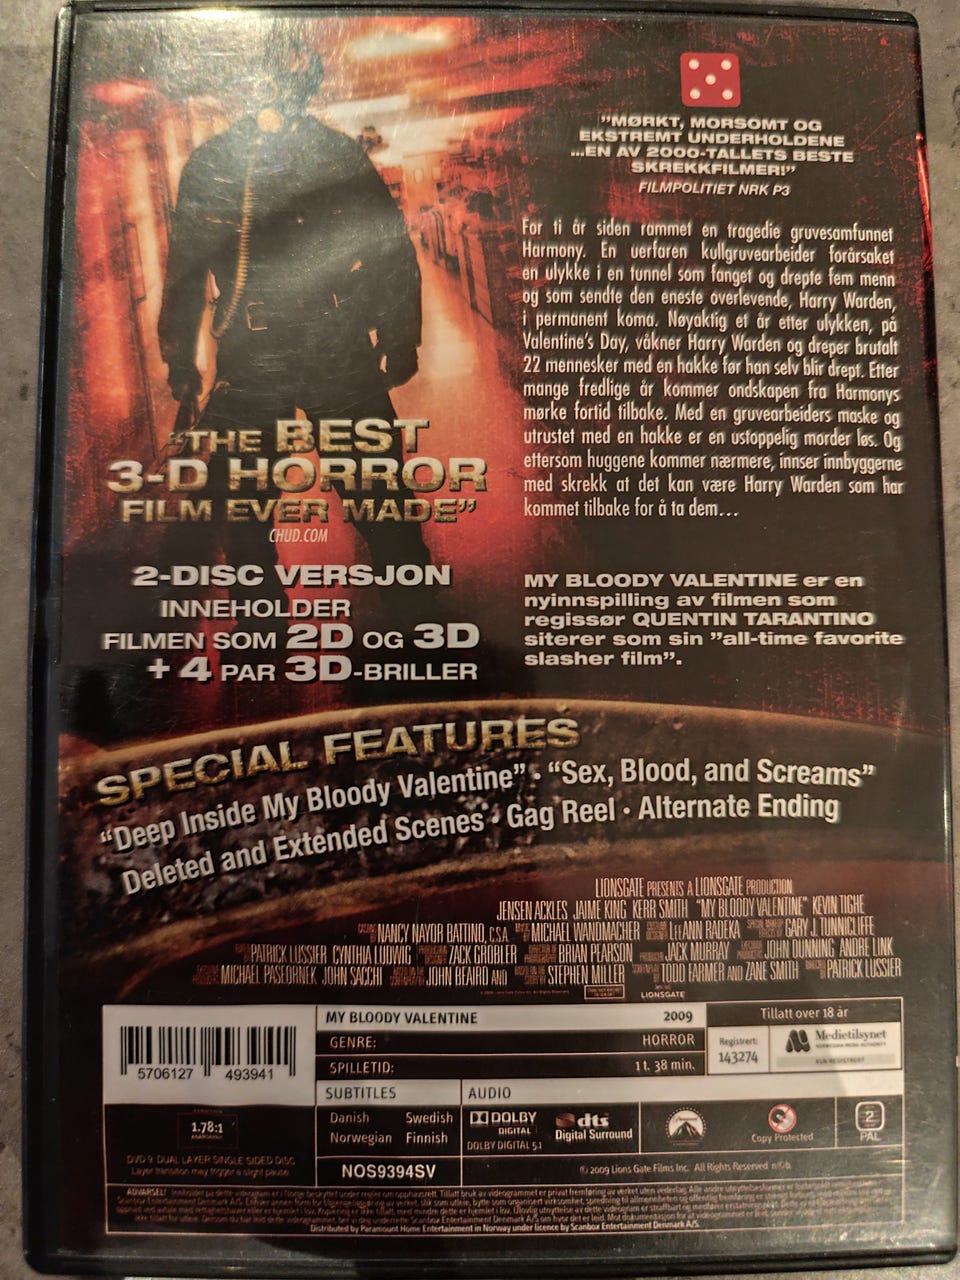 "MØRKT, MORSOMT OG
EKSTREMT UNDERHOLDENE
...EN AV 2000-TALLETS BESTE
SKREKKFILMER!"
FILMPOLITIET NRK P3
For ti år siden rammet en tragedie gruvesamfunnet
Harmony. En uerfaren kullgruvearbeider forårsaket
en ulykke i en tunnel som fanget og drepte fem menn
og som sendte den eneste overlevende, Harry Warden,
i permanent koma. Nøyaktig et år etter ulykken, på
Valentine's Day, våkner Harry Warden og dreper brutalt
22 mennesker med en hakke før han selv blir drept. Etter
mange fredlige år kommer ondskapen fra Harmonys
mørke fortid tilbake. Med en gruvearbeiders maske og
utrustet med en hakke er en ustoppelig morder løs. Og
ettersom huggene kommer nærmere, innser innbyggerne
med skrekk at det kan være Harry Warden som har
kommet tilbake for å ta dem...
"THE BEST
3-D HORROR
FILM EVER MADE"
CHUD.COM
2-DISC VERSJON
INNEHOLDER
FILMEN SOM 2D OG 3D
+ 4 PAR 3D-BRILLER
MY BLOODY VALENTINE er en
nyinnspilling av filmen som
regissør QUENTIN TARANTINO
siterer som sin "all-time favorite
slasher film".
SPECIAL FEATURES
"Deep Inside My Bloody Valentine" • "Sex, Blood, and Screams"
Deleted and Extended Scenes • Gag Reel • Alternate Ending
LIONSGATE PRESENTS A LIONSGATE PRODUCTION
JENSEN ACKLES JAIME KING KERR SMITH "MY BLOODY VALENTINE" KEVIN TIGHE
NANCY NAYOR BATTINO, C.S.A. MICHAEL WANDMACHER LEEANN RADEKA GARY J. TUNNICLIFFE
PATRICK LUSSIER CYNTHIA LUDWIG ZACK GROBLER BRIAN PEARSON JACK MURRAY JOHN DUNNING ANDRE LINK
MICHAEL PASEORNEK JOHN SACCHI JOHN BEAIRD AND STEPHEN MILLER TODD FARMER AND ZANE SMITH PATRICK LUSSIER
LIONSGATE
5706127 493941
MY BLOODY VALENTINE 2009
GENRE: HORROR
SPILLETID: 1 t. 38 min.
Tillatt over 18 år
Registrert:
143274
Medietilsynet
NORWEGIAN MEDIA AUTHORITY
KUN REGISTRERT
SUBTITLES
Danish Swedish
Norwegian Finnish
AUDIO
DOLBY
DIGITAL
DOLBY DIGITAL 5.1
dts
Digital Surround
Paramount
Copy Protected
2
PAL
1.78:1
ANAMORPHIC
DVD 9: DUAL LAYER SINGLE SIDED DISC
Layer transition may trigger a slight pause.
NOS9394SV
© 2009 Lions Gate Films Inc. All Rights Reserved
ADVARSEL!
Distributed by Paramount Home Entertainment in Norway under licence by Scanbox Entertainment Denmark A/S.